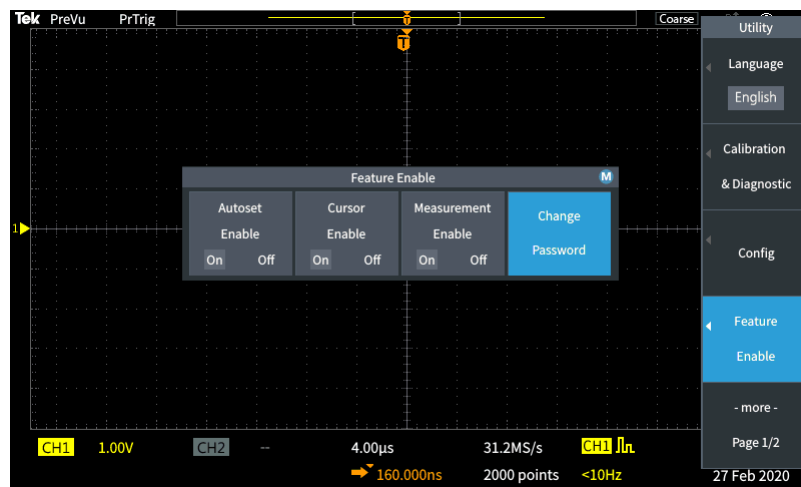 Tek PreVu PrTrig Coarse
T
T
Utility
Language
English
Calibration
& Diagnostic
Config
Feature
Enable
- more -
Page 1/2
Feature Enable M
Autoset
Enable
On Off
Cursor
Enable
On Off
Measurement
Enable
On Off
Change
Password
1
CH1 1.00V CH2 -- 4.00µs 31.2MS/s CH1
160.000ns 2000 points <10Hz 27 Feb 2020